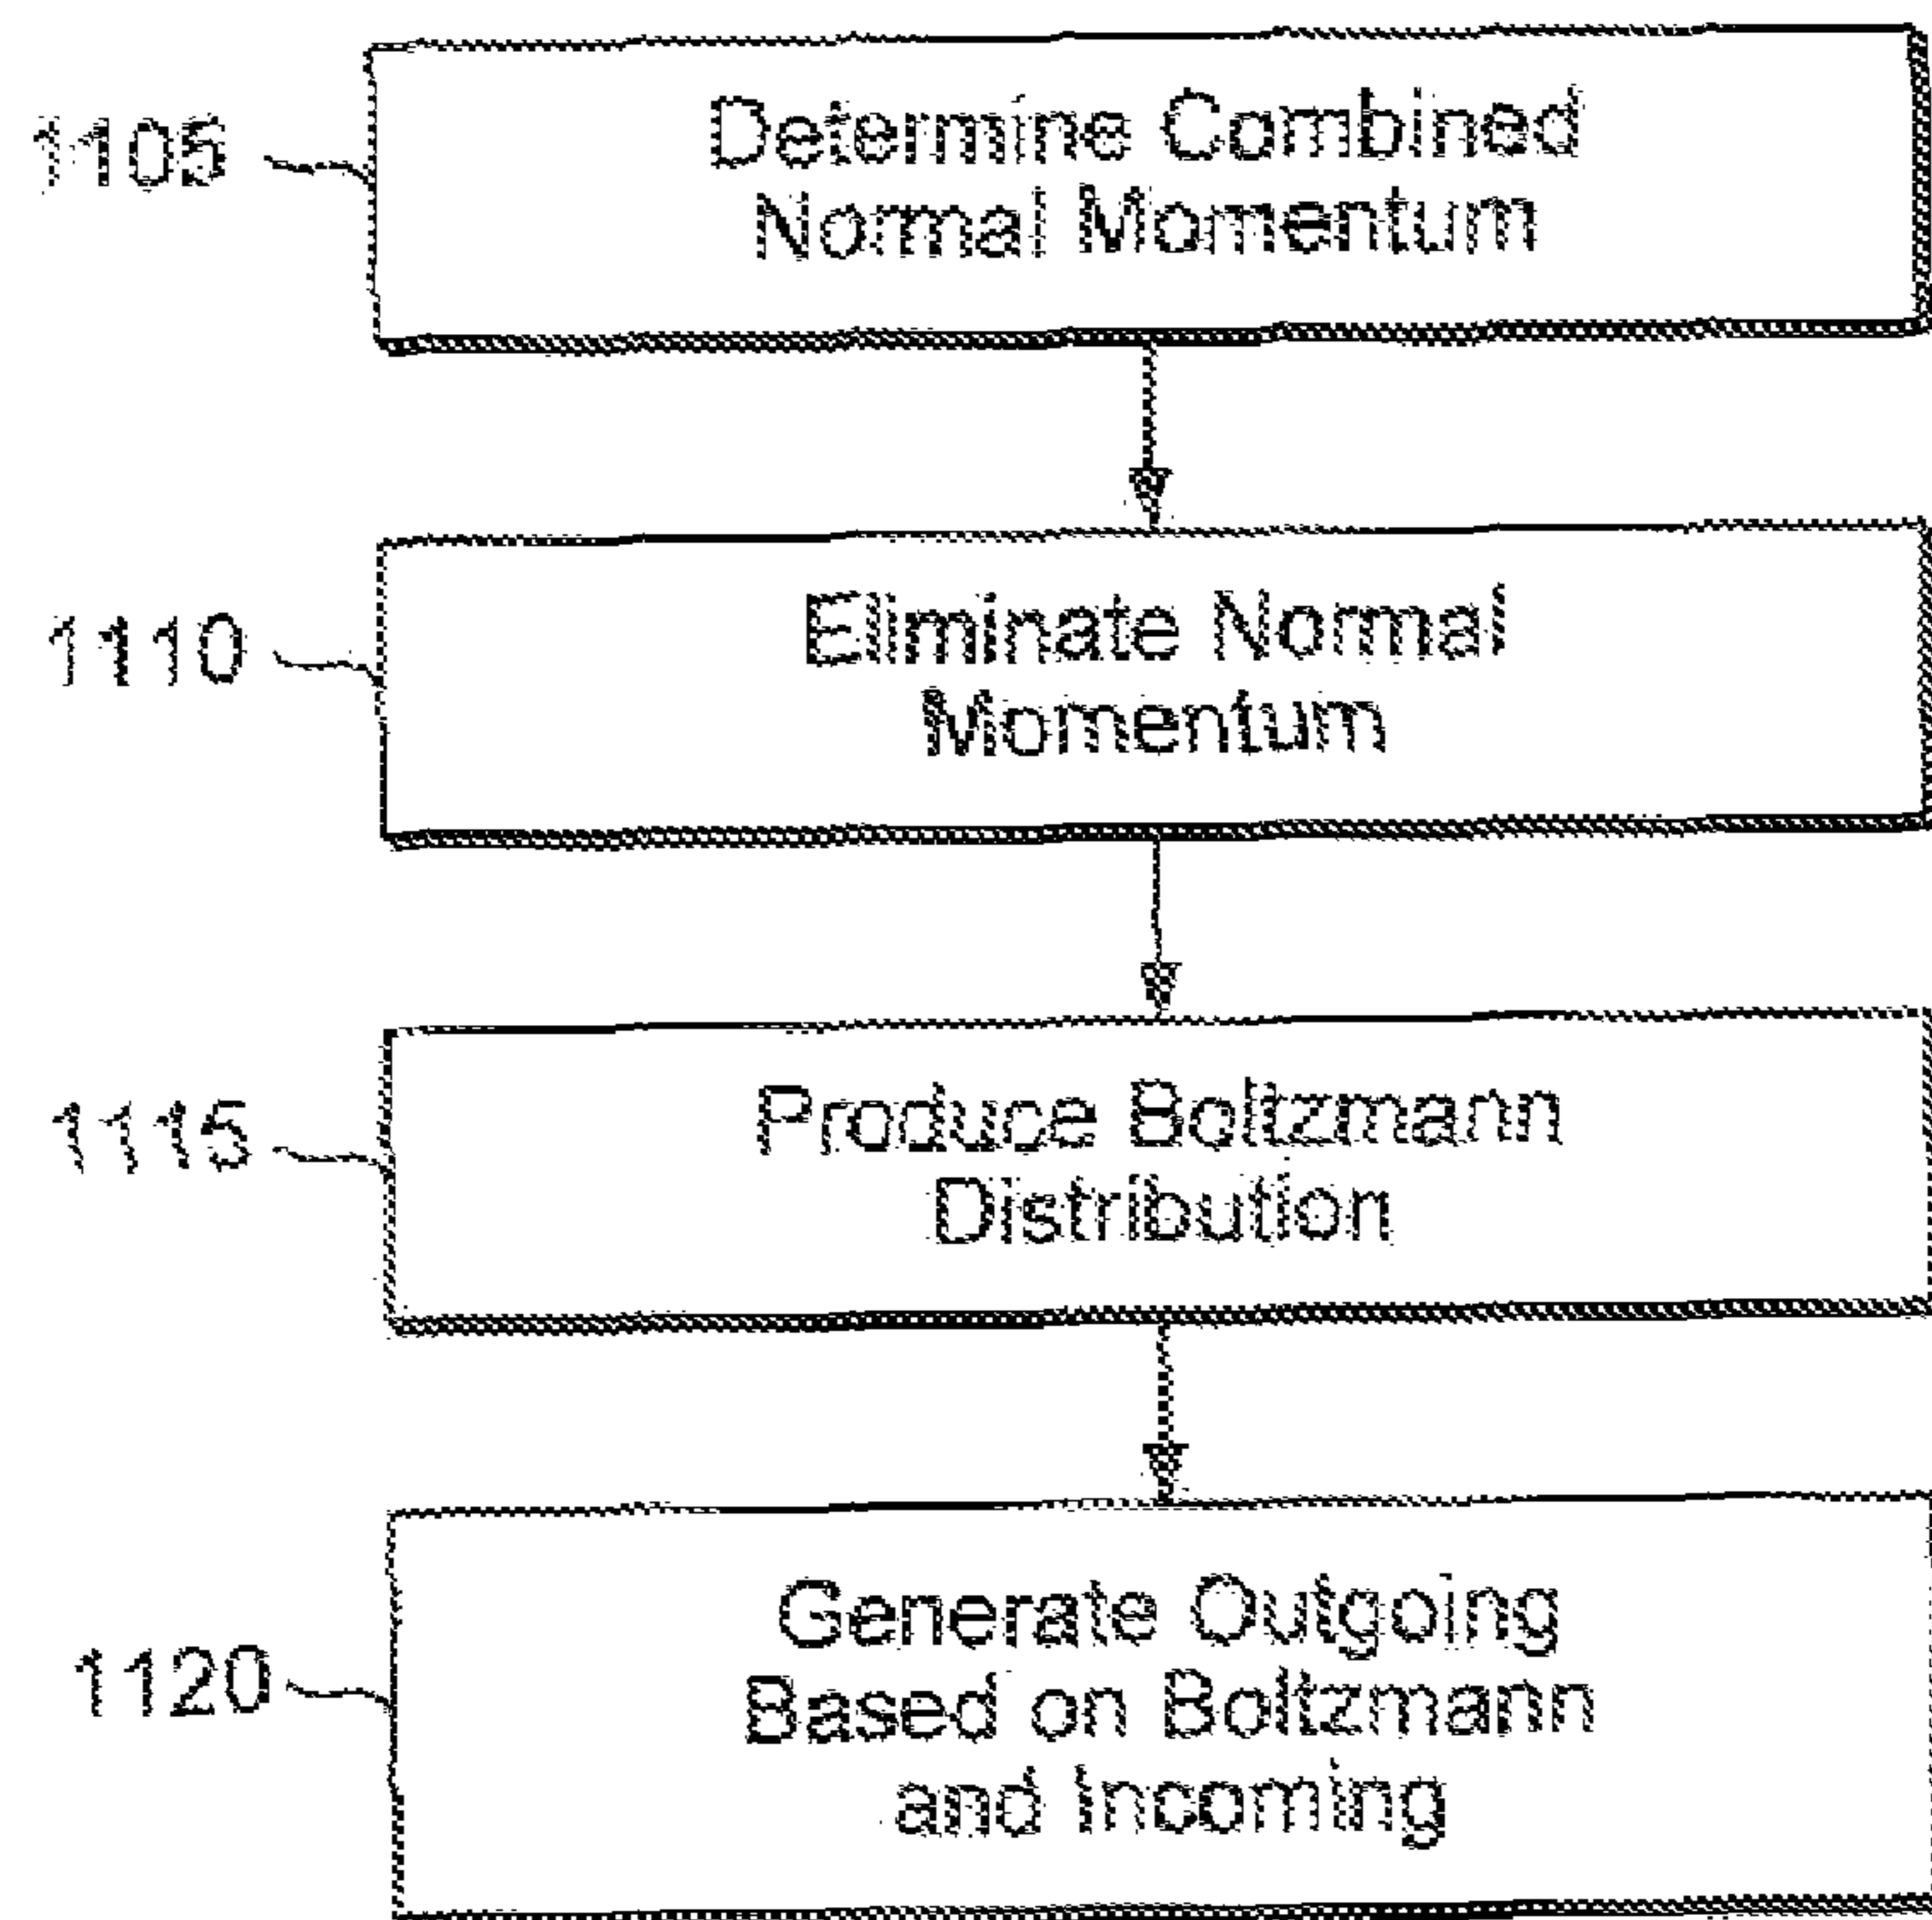 1105
Determine Combined
Normal Momentum
1110
Eliminate Normal
Momentum
1115
Produce Boltzmann
Distribution
1120
Generate Outgoing
Based on Boltzmann
and Incoming